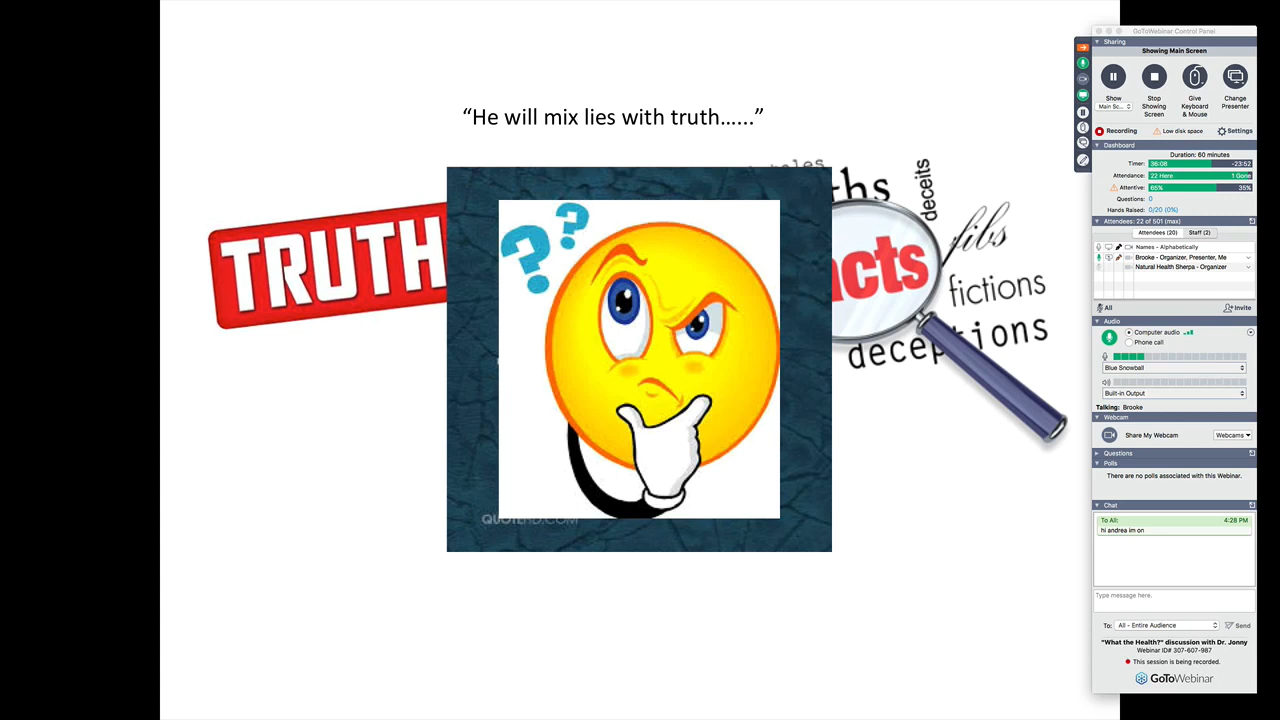 “He will mix lies with truth…...”
TRUTH
ths
deceits
fibs
acts
fictions
deceptions
? ?
QUOTEHD.COM
GoToWebinar Control Panel
Sharing
Showing Main Screen
Show
Main Sc...
Stop Showing Screen
Give Keyboard & Mouse
Change Presenter
Recording
Low disk space
Settings
Dashboard
Duration: 60 minutes
Timer: 36:08 -23:52
Attendance: 22 Here 1 Gone
Attentive: 65% 35%
Questions: 0
Hands Raised: 0/20 (0%)
Attendees: 22 of 501 (max)
Attendees (20) Staff (2)
Names - Alphabetically
Brooke - Organizer, Presenter, Me
Natural Health Sherpa - Organizer
All Invite
Audio
Computer audio
Phone call
Blue Snowball
Built-in Output
Talking: Brooke
Webcam
Share My Webcam Webcams
Questions
Polls
There are no polls associated with this Webinar.
Chat
To All: 4:28 PM
hi andrea im on
Type message here.
To: All - Entire Audience Send
"What the Health?" discussion with Dr. Jonny
Webinar ID# 307-607-987
This session is being recorded.
GoToWebinar